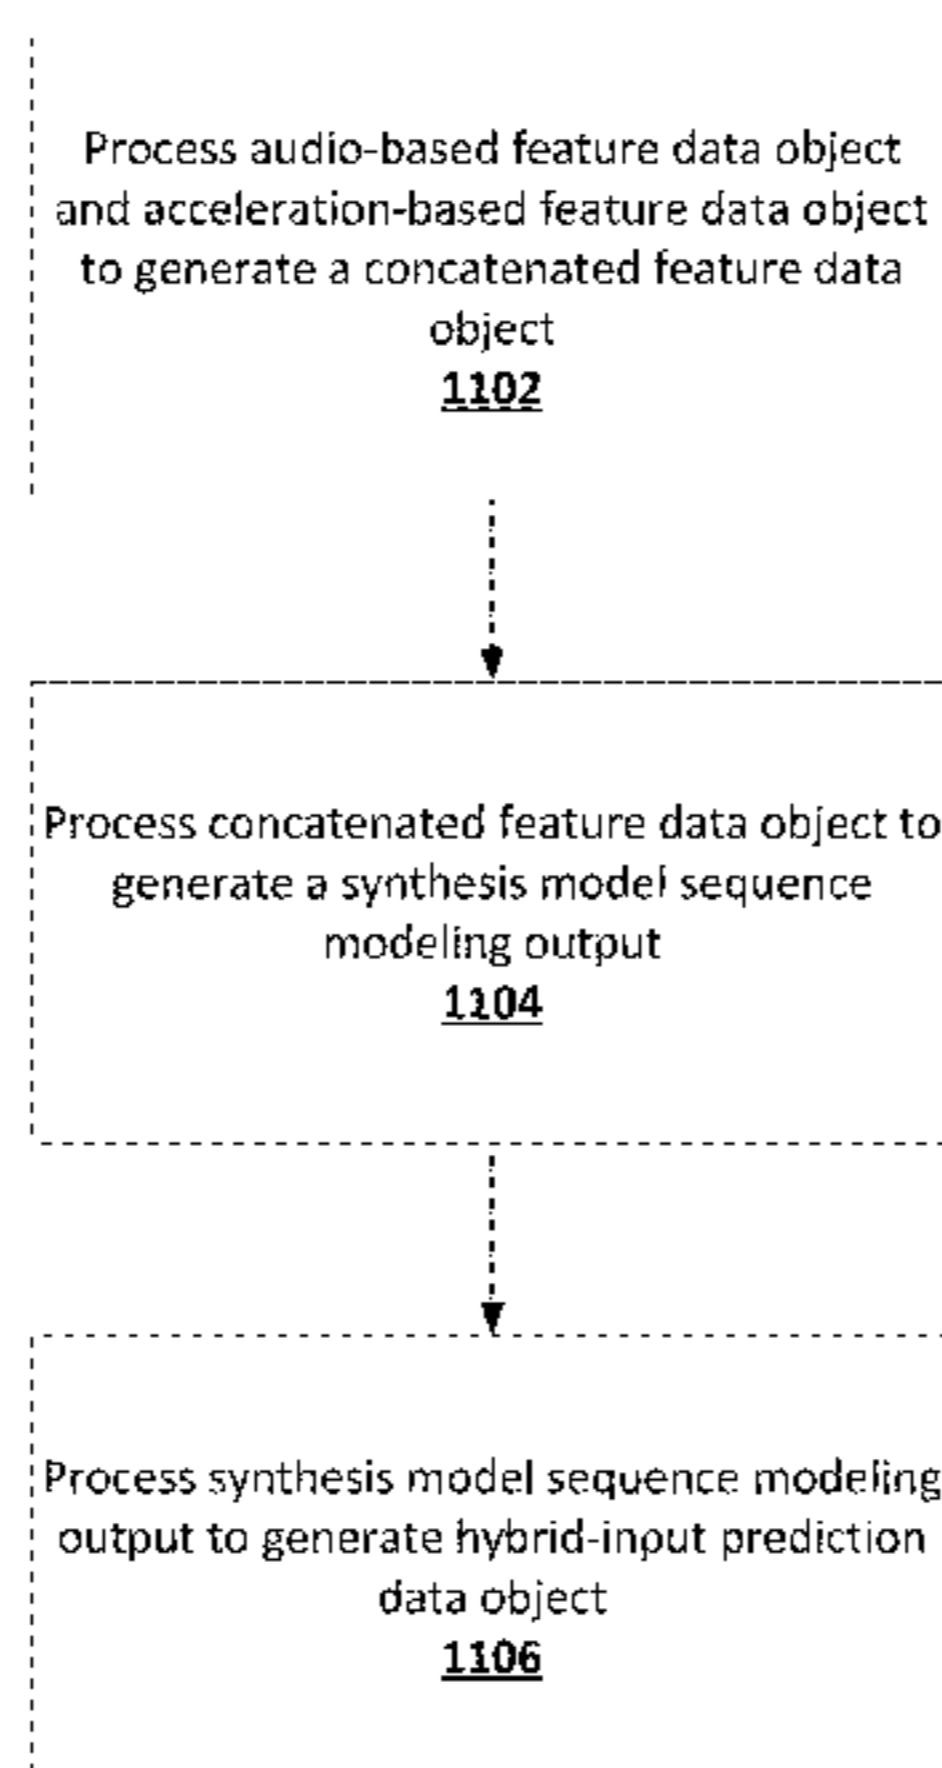 Process audio-based feature data object
and acceleration-based feature data object
to generate a concatenated feature data
object
1102
Process concatenated feature data object to
generate a synthesis model sequence
modeling output
1104
Process synthesis model sequence modeling
output to generate hybrid-input prediction
data object
1106